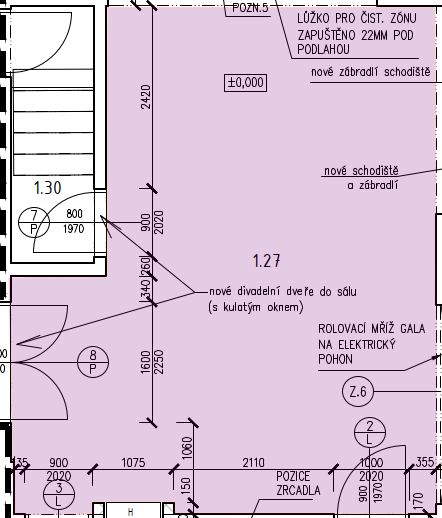 POZN.5
LŮŽKO PRO ČIST. ZÓNU
ZAPUŠTĚNO 22MM POD
PODLAHOU
nové zábradlí schodiště
±0,000
2420
nové schodiště
a zábradlí
1.30
7
P
800
1970
900
2020
1.27
260
340
nové divadelní dveře do sálu
(s kulatým oknem)
ROLOVACÍ MŘÍŽ GALA
NA ELEKTRICKÝ
POHON
8
P
1600
2250
Z.6
2
L
1060
35
900
2020
1075
2110
1000
2020
355
3
L
150
POZICE
ZRCADLA
900
1970
170
H